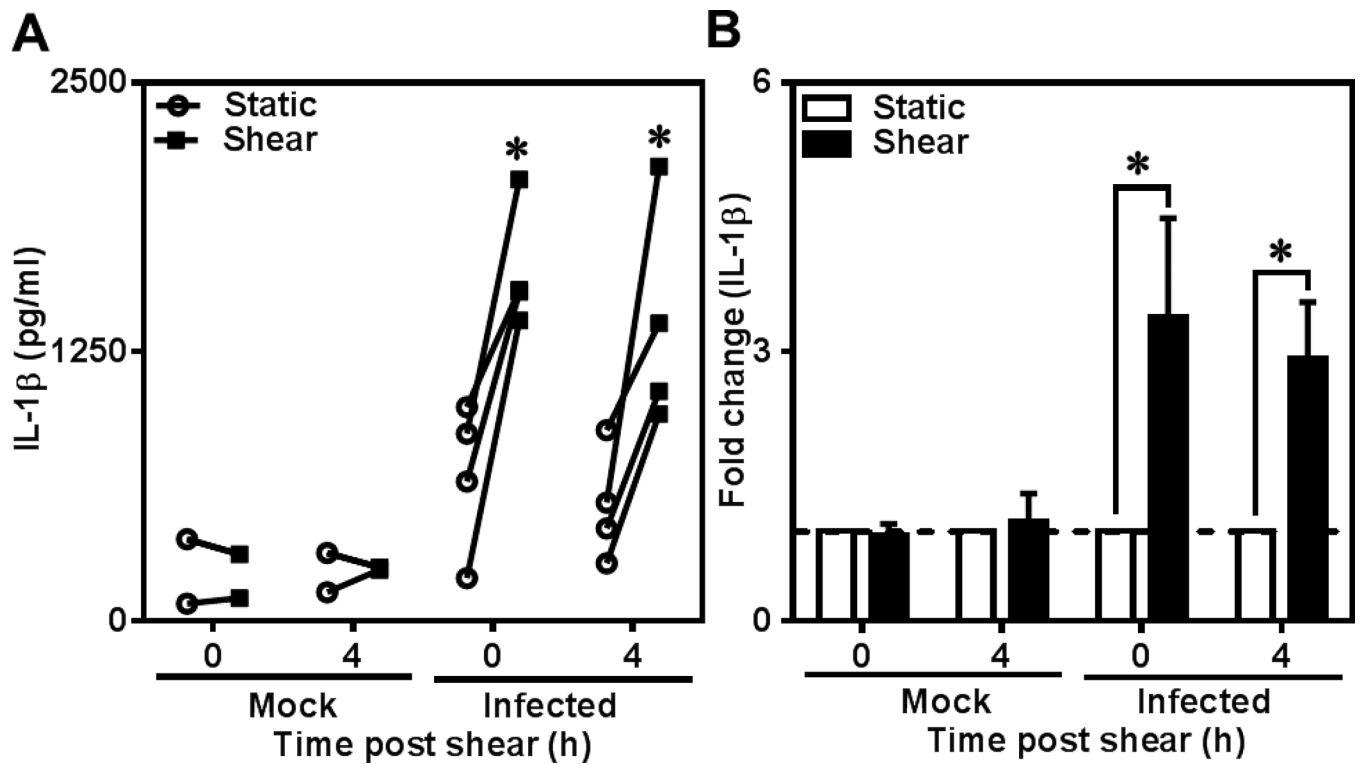 A
2500
Static
Shear
*
*
1250
IL-1β (pg/ml)
0
0
4
0
4
Mock
Infected
Time post shear (h)
B
6
Static
Shear
*
*
3
Fold change (IL-1β)
0
0
4
0
4
Mock
Infected
Time post shear (h)